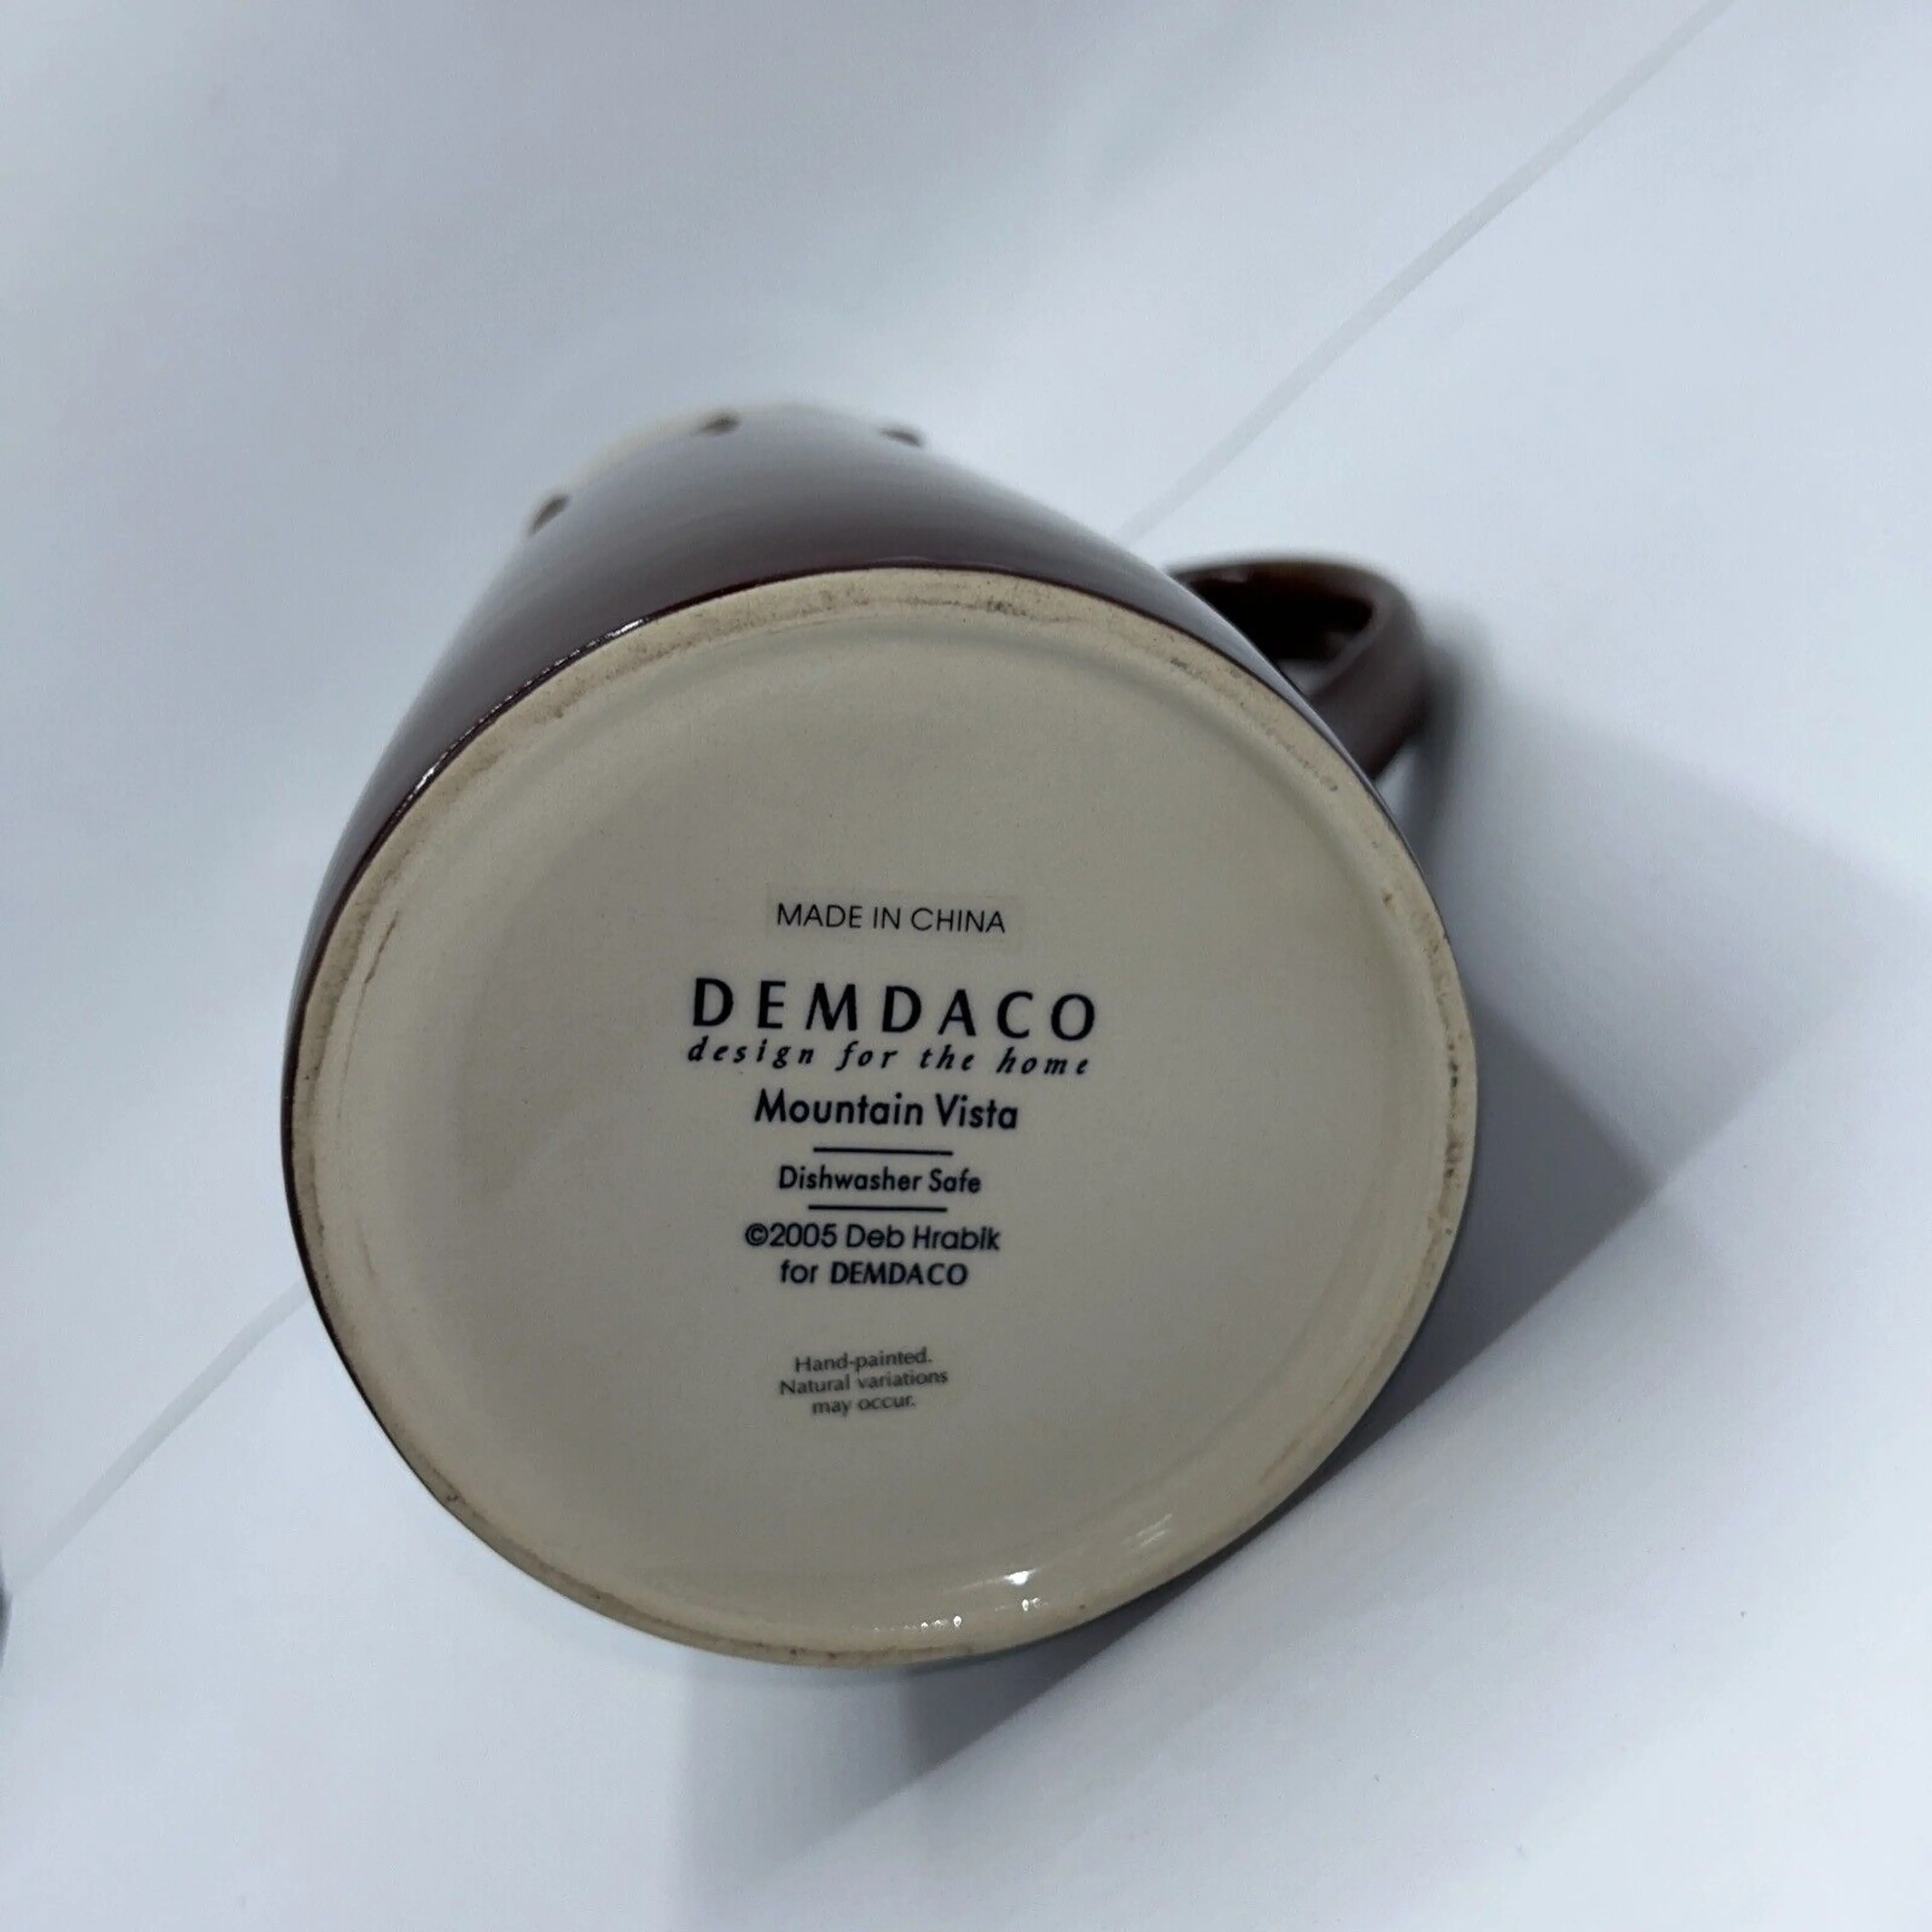 MADE IN CHINA
DEMDACO
design for the home
Mountain Vista
Dishwasher Safe
©2005 Deb Hrabik
for DEMDACO
Hand-painted.
Natural variations
may occur.